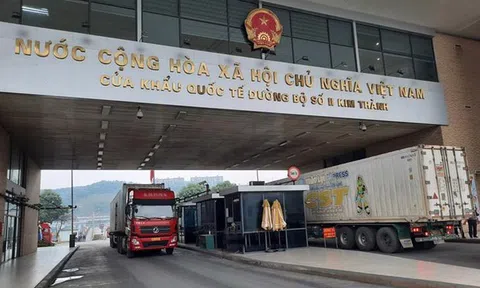 NƯỚC CỘNG HÒA XÃ HỘI CHỦ NGHĨA VIỆT NAM
CỬA KHẨU QUỐC TẾ ĐƯỜNG BỘ SỐ II KIM THÀNH